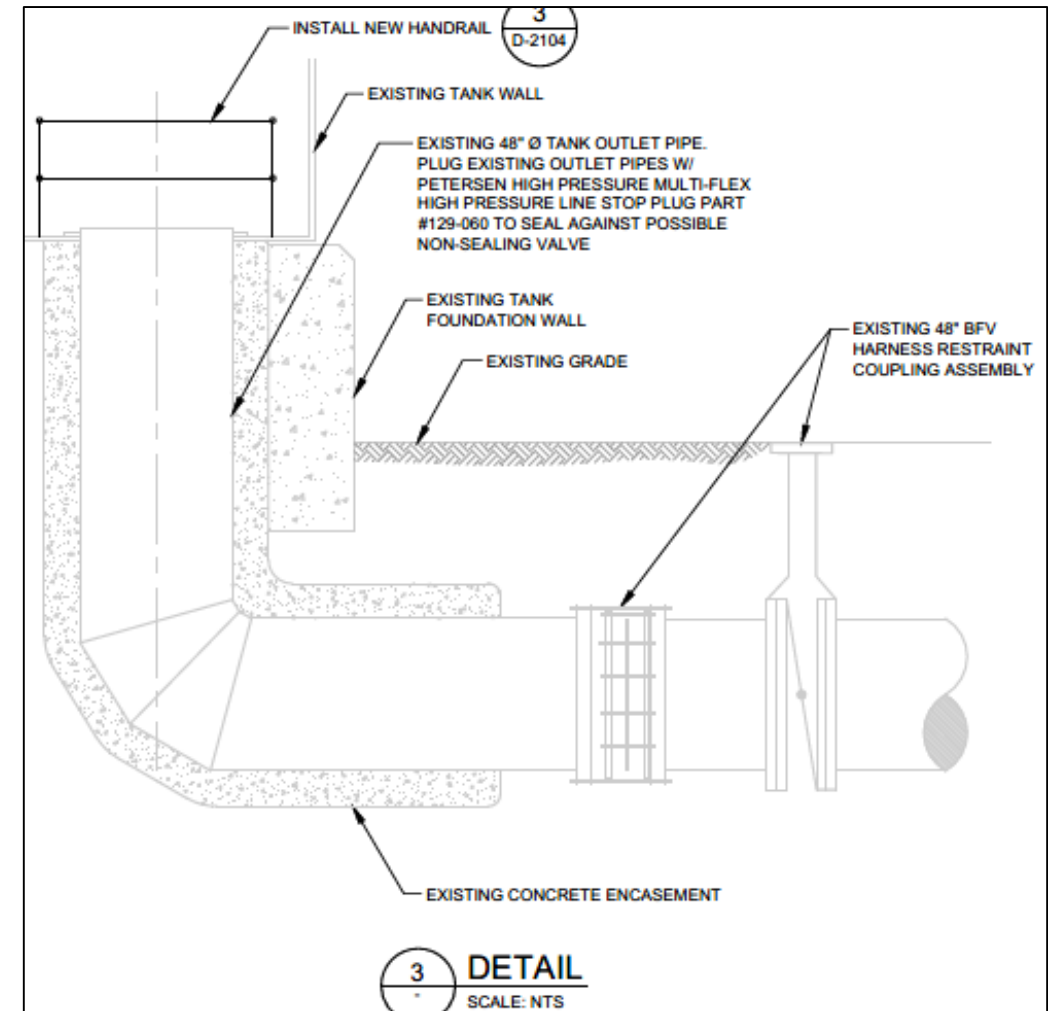 3
D-2104
INSTALL NEW HANDRAIL
EXISTING TANK WALL
EXISTING 48" Ø TANK OUTLET PIPE.
PLUG EXISTING OUTLET PIPES W/
PETERSEN HIGH PRESSURE MULTI-FLEX
HIGH PRESSURE LINE STOP PLUG PART
#129-060 TO SEAL AGAINST POSSIBLE
NON-SEALING VALVE
EXISTING TANK
FOUNDATION WALL
EXISTING GRADE
EXISTING 48" BFV
HARNESS RESTRAINT
COUPLING ASSEMBLY
EXISTING CONCRETE ENCASEMENT
3
-
DETAIL
SCALE: NTS